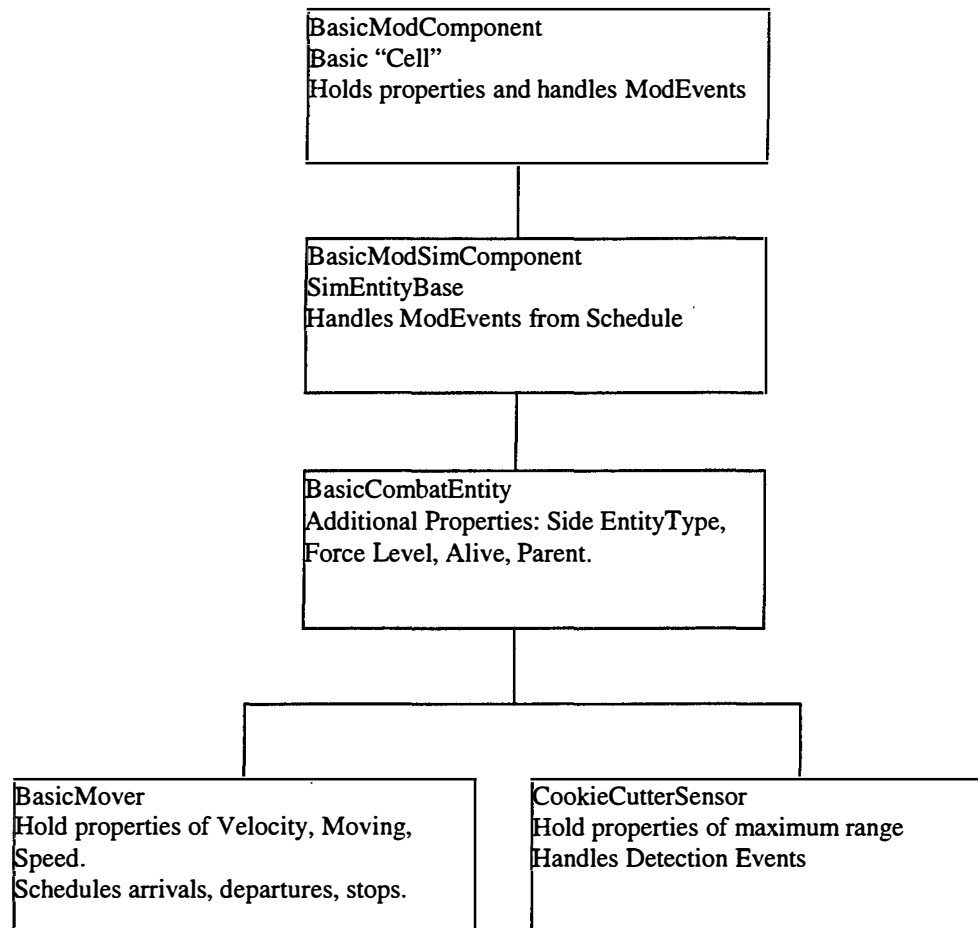 BasicModComponent
Basic “Cell”
Holds properties and handles ModEvents
BasicModSimComponent
SimEntityBase
Handles ModEvents from Schedule
BasicCombatEntity
Additional Properties: Side EntityType,
Force Level, Alive, Parent.
BasicMover
Hold properties of Velocity, Moving,
Speed.
Schedules arrivals, departures, stops.
CookieCutterSensor
Hold properties of maximum range
Handles Detection Events